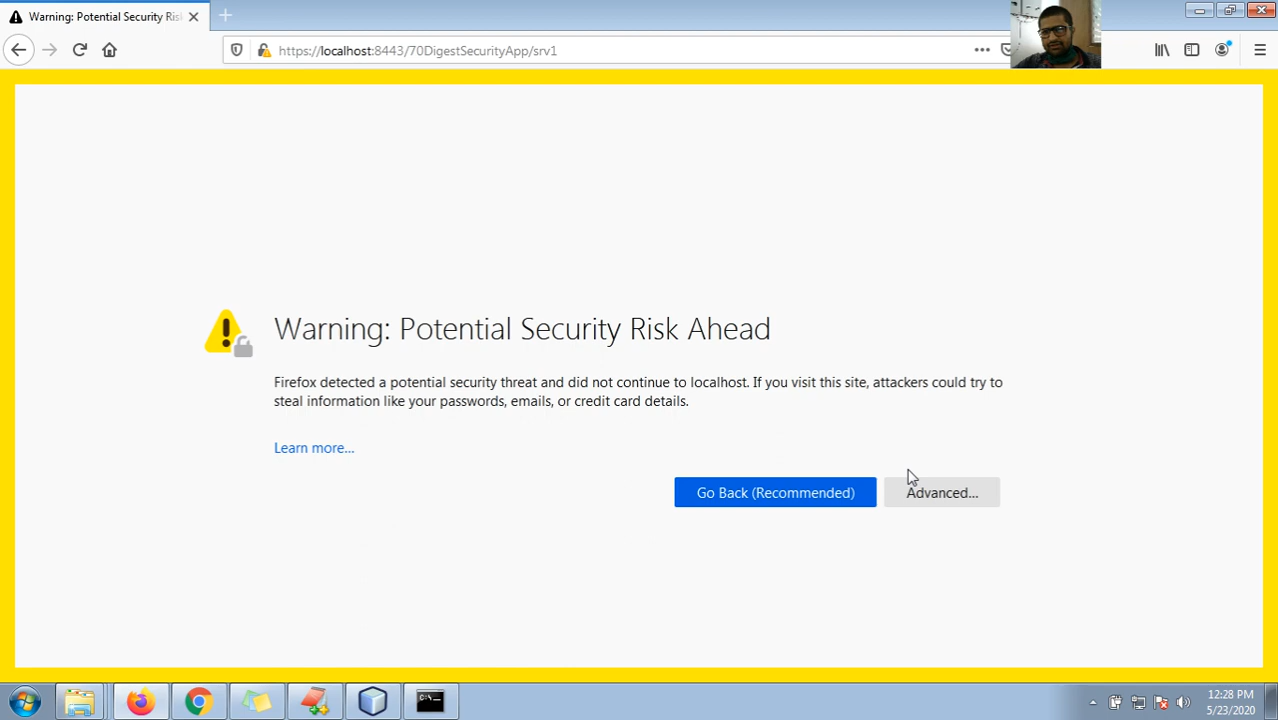 Warning: Potential Security Ris
https://localhost:8443/70DigestSecurityApp/srv1
Warning: Potential Security Risk Ahead
Firefox detected a potential security threat and did not continue to localhost. If you visit this site, attackers could try to
steal information like your passwords, emails, or credit card details.
Learn more...
Go Back (Recommended)
Advanced...
12:28 PM
5/23/2020